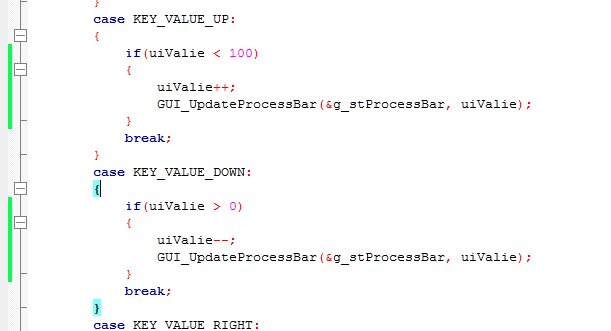 }
case KEY_VALUE_UP:
{
if(uiValie < 100)
{
uiValie++;
GUI_UpdateProcessBar(&g_stProcessBar, uiValie);
}
break;
}
case KEY_VALUE_DOWN:
{
if(uiValie > 0)
{
uiValie--;
GUI_UpdateProcessBar(&g_stProcessBar, uiValie);
}
break;
}
case KEY_VALUE_RIGHT: